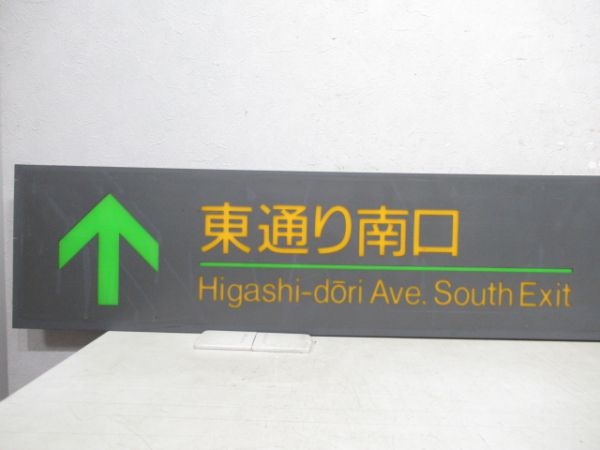 東通り南口
Higashi-dōri Ave. South Exit